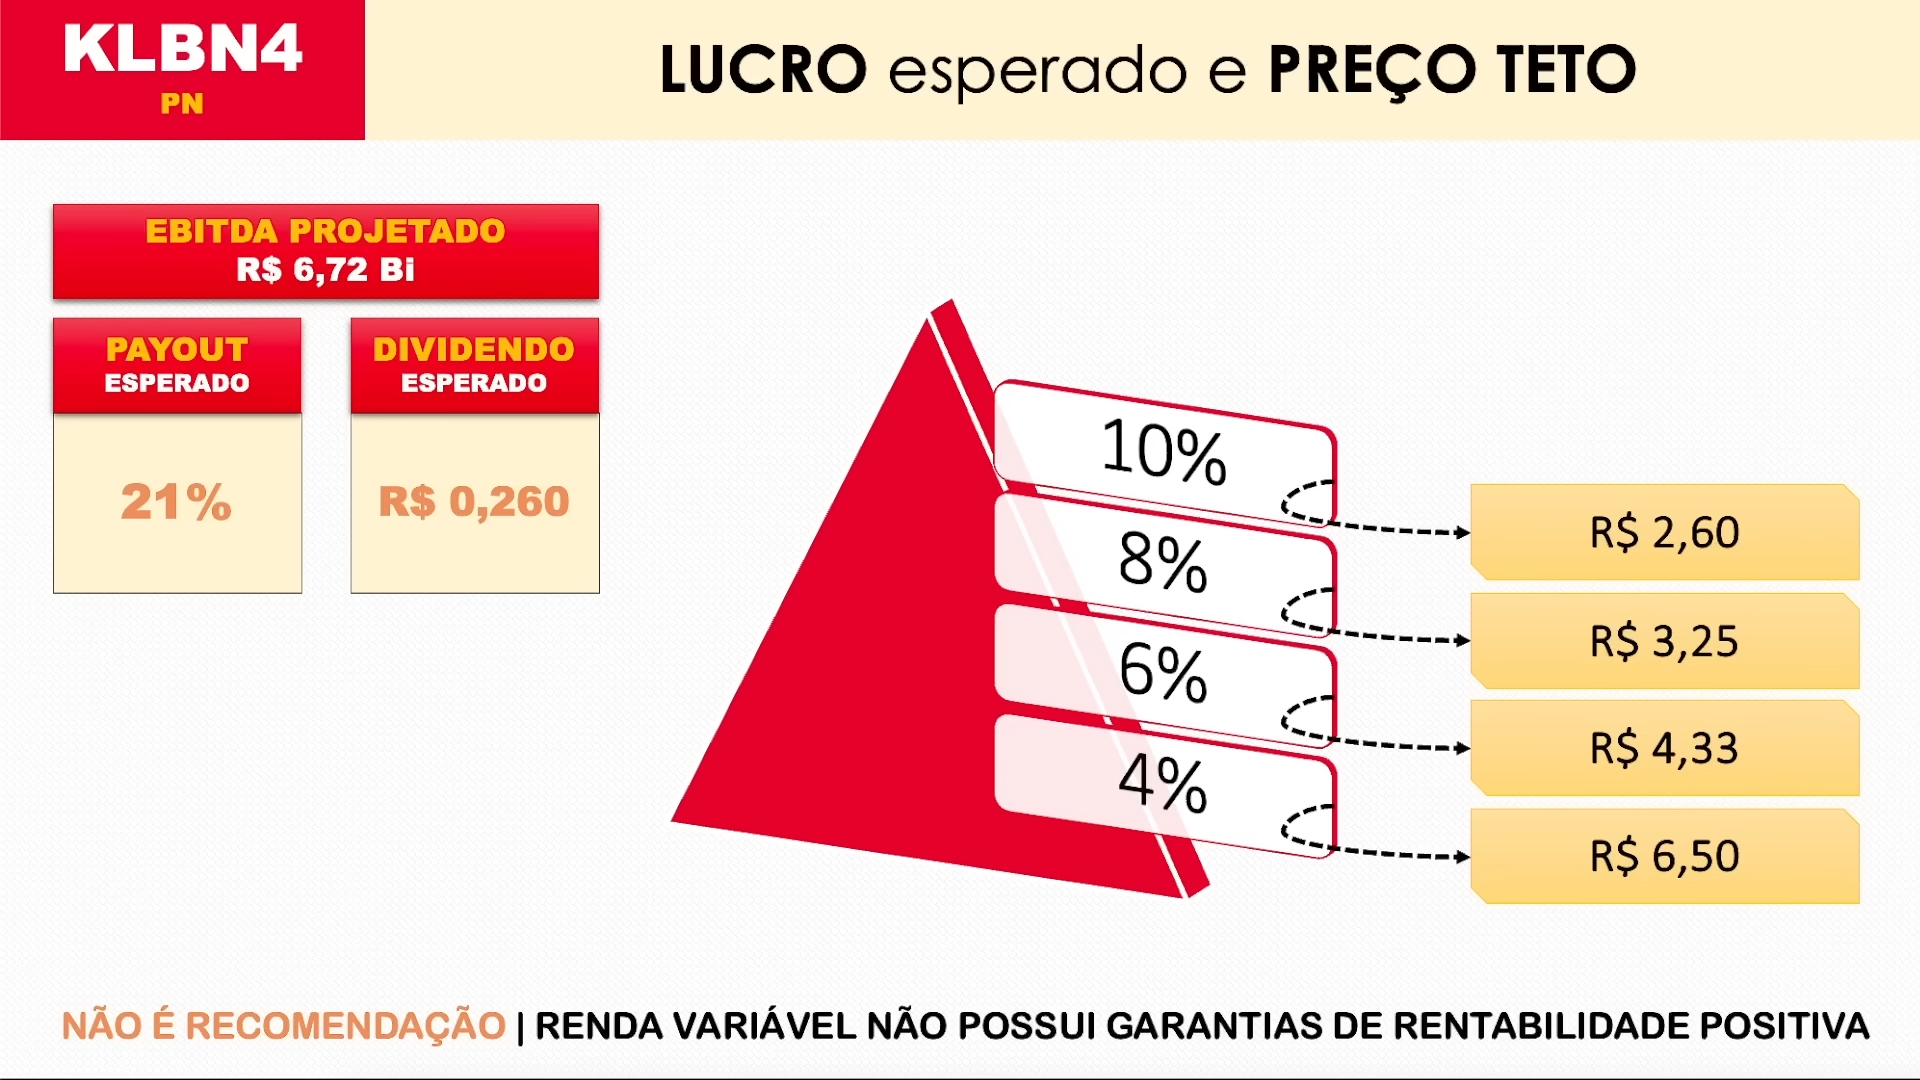 KLBN4
PN
LUCRO esperado e PREÇO TETO
EBITDA PROJETADO
R$ 6,72 Bi
PAYOUT
ESPERADO
21%
DIVIDENDO
ESPERADO
R$ 0,260
10%
R$ 2,60
8%
R$ 3,25
6%
R$ 4,33
4%
R$ 6,50
NÃO É RECOMENDAÇÃO | RENDA VARIÁVEL NÃO POSSUI GARANTIAS DE RENTABILIDADE POSITIVA